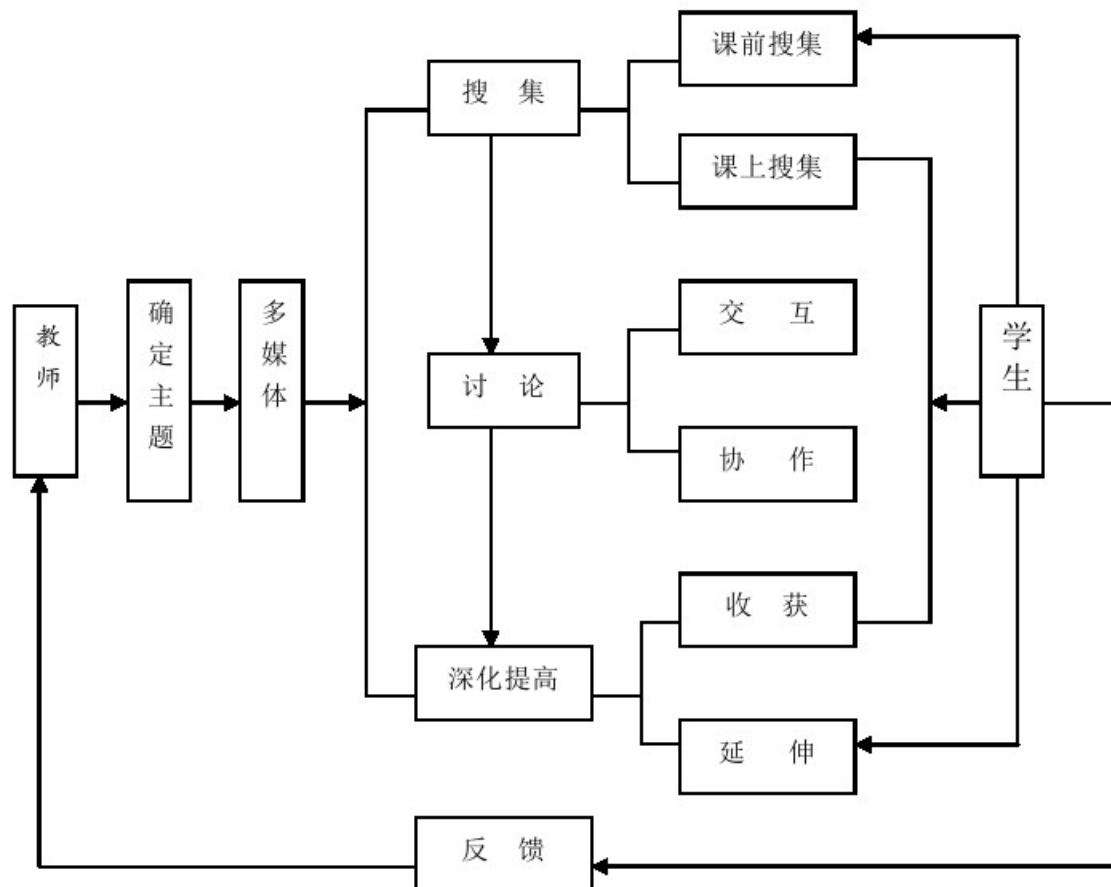 课前搜集
搜 集
课上搜集
教师
确定主题
多媒体
交 互
学生
讨 论
协 作
收 获
深化提高
延 伸
反 馈